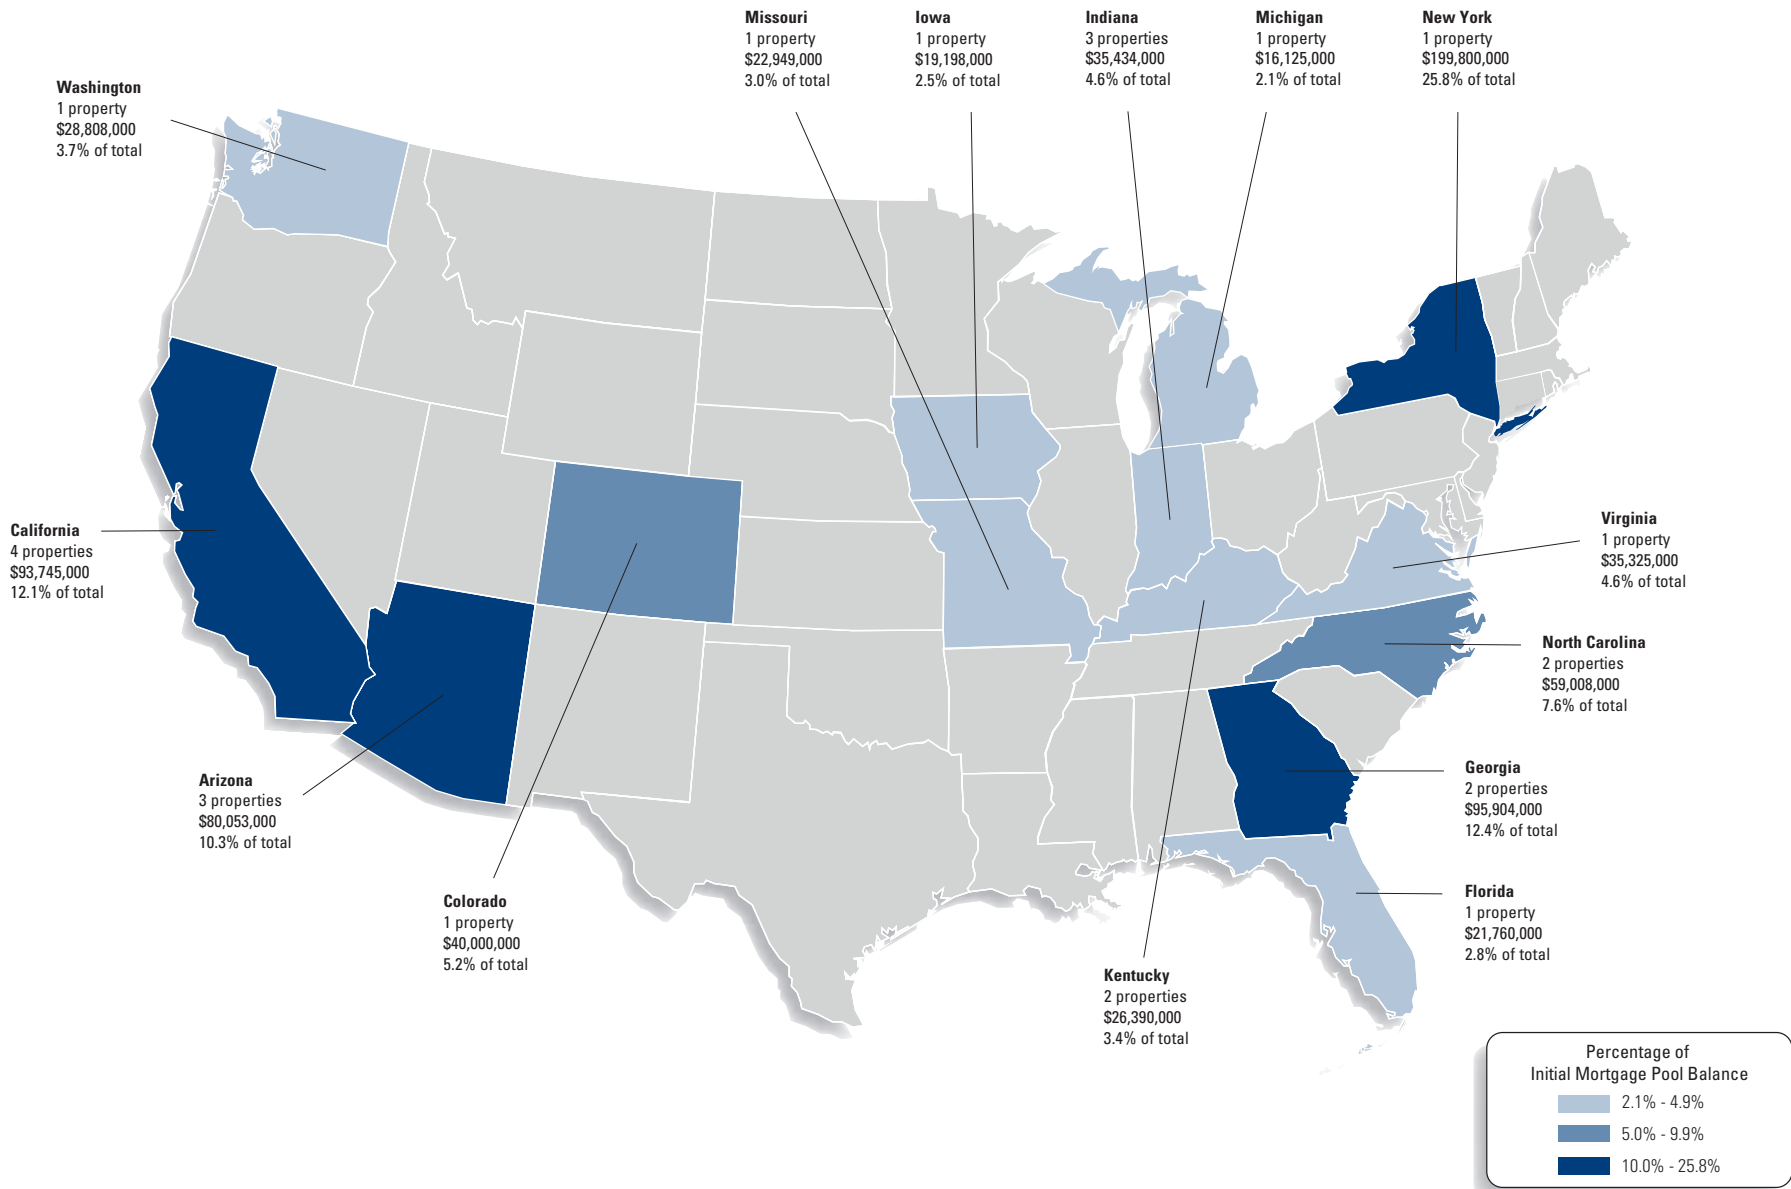 Missouri
1 property
$22,949,000
3.0% of total
Iowa
1 property
$19,198,000
2.5% of total
Indiana
3 properties
$35,434,000
4.6% of total
Michigan
1 property
$16,125,000
2.1% of total
New York
1 property
$199,800,000
25.8% of total
Washington
1 property
$28,808,000
3.7% of total
California
4 properties
$93,745,000
12.1% of total
Virginia
1 property
$35,325,000
4.6% of total
North Carolina
2 properties
$59,008,000
7.6% of total
Arizona
3 properties
$80,053,000
10.3% of total
Georgia
2 properties
$95,904,000
12.4% of total
Colorado
1 property
$40,000,000
5.2% of total
Florida
1 property
$21,760,000
2.8% of total
Kentucky
2 properties
$26,390,000
3.4% of total
Percentage of
Initial Mortgage Pool Balance
2.1% - 4.9%
5.0% - 9.9%
10.0% - 25.8%